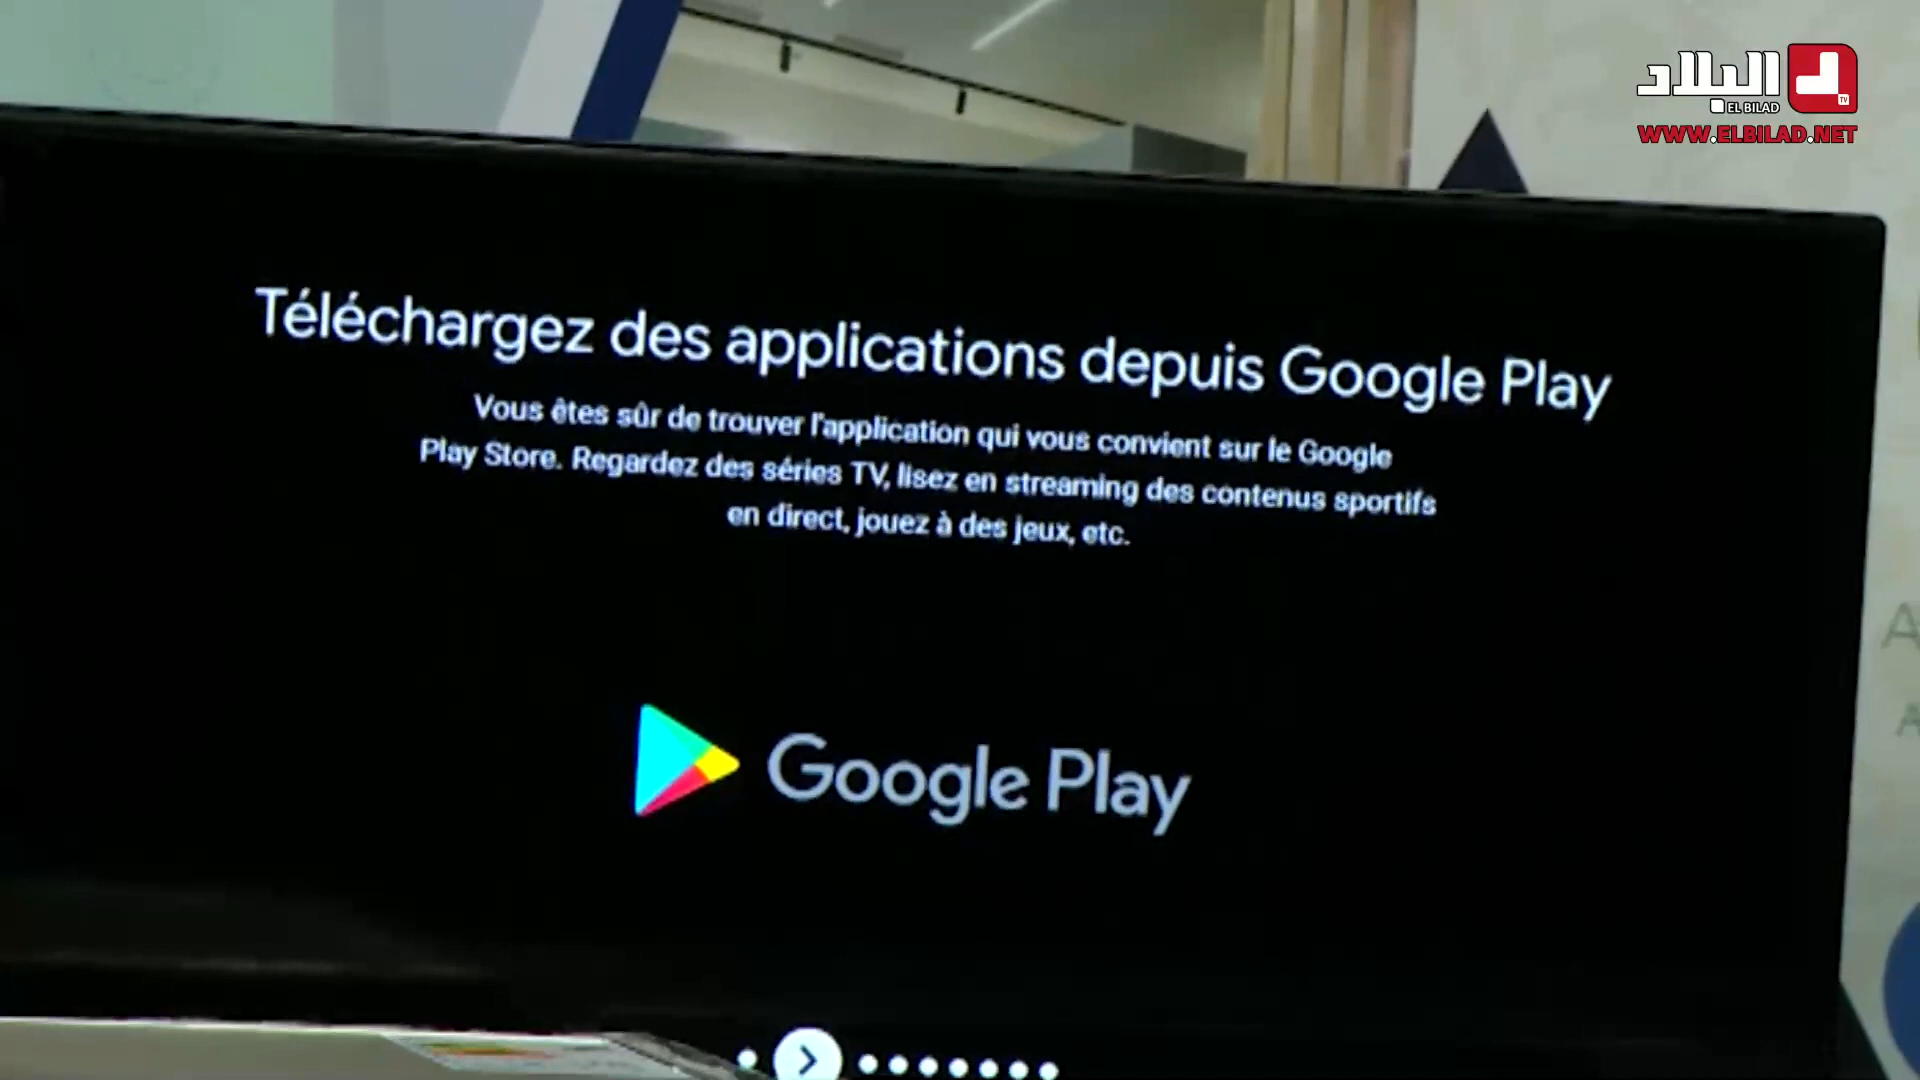 البلاد
EL BILAD
TV
WWW.ELBILAD.NET
Téléchargez des applications depuis Google Play
Vous êtes sûr de trouver l'application qui vous convient sur le Google
Play Store. Regardez des séries TV, lisez en streaming des contenus sportifs
en direct, jouez à des jeux, etc.
Google Play